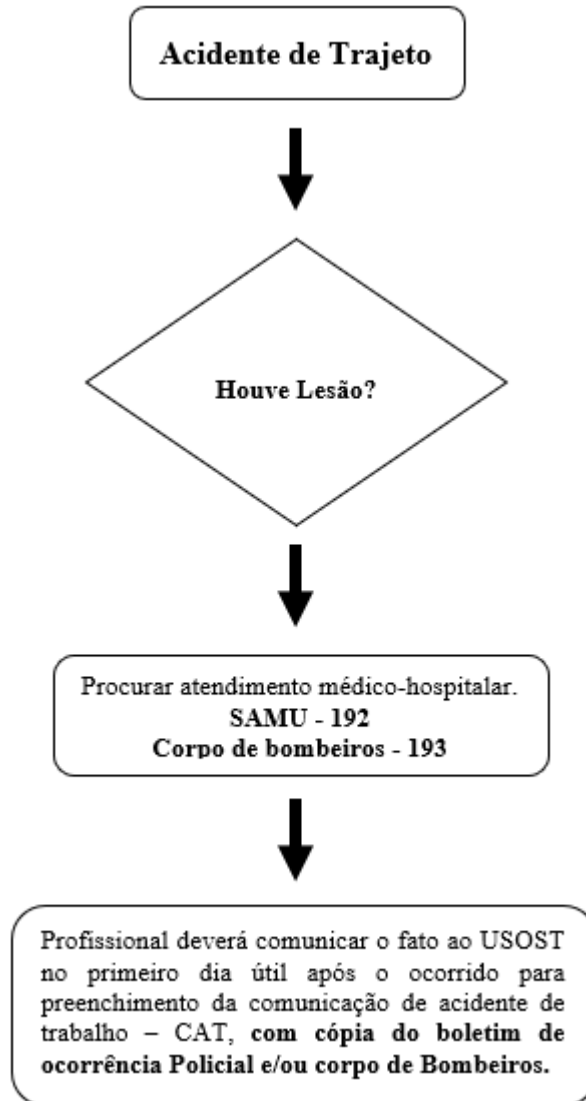 Acidente de Trajeto
Houve Lesão?
Procurar atendimento médico-hospitalar.
SAMU - 192
Corpo de bombeiros - 193
Profissional deverá comunicar o fato ao USOST
no primeiro dia útil após o ocorrido para
preenchimento da comunicação de acidente de
trabalho – CAT, com cópia do boletim de
ocorrência Policial e/ou corpo de Bombeiros.